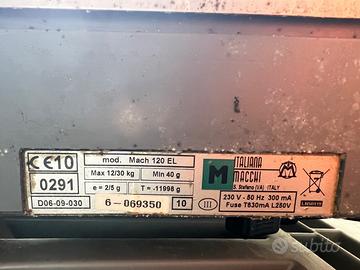 CE10
0291
D06-09-030
mod. Mach 120 EL
Max 12/30 kg Min 40 g
e = 2/5 g T = -11998 g
6-069350 10
M
III
ITALIANA
MACCHI
S. Stefano (VA) ITALY
230 V - 50 Hz 300 mA
Fuse T630mA L250V
subito